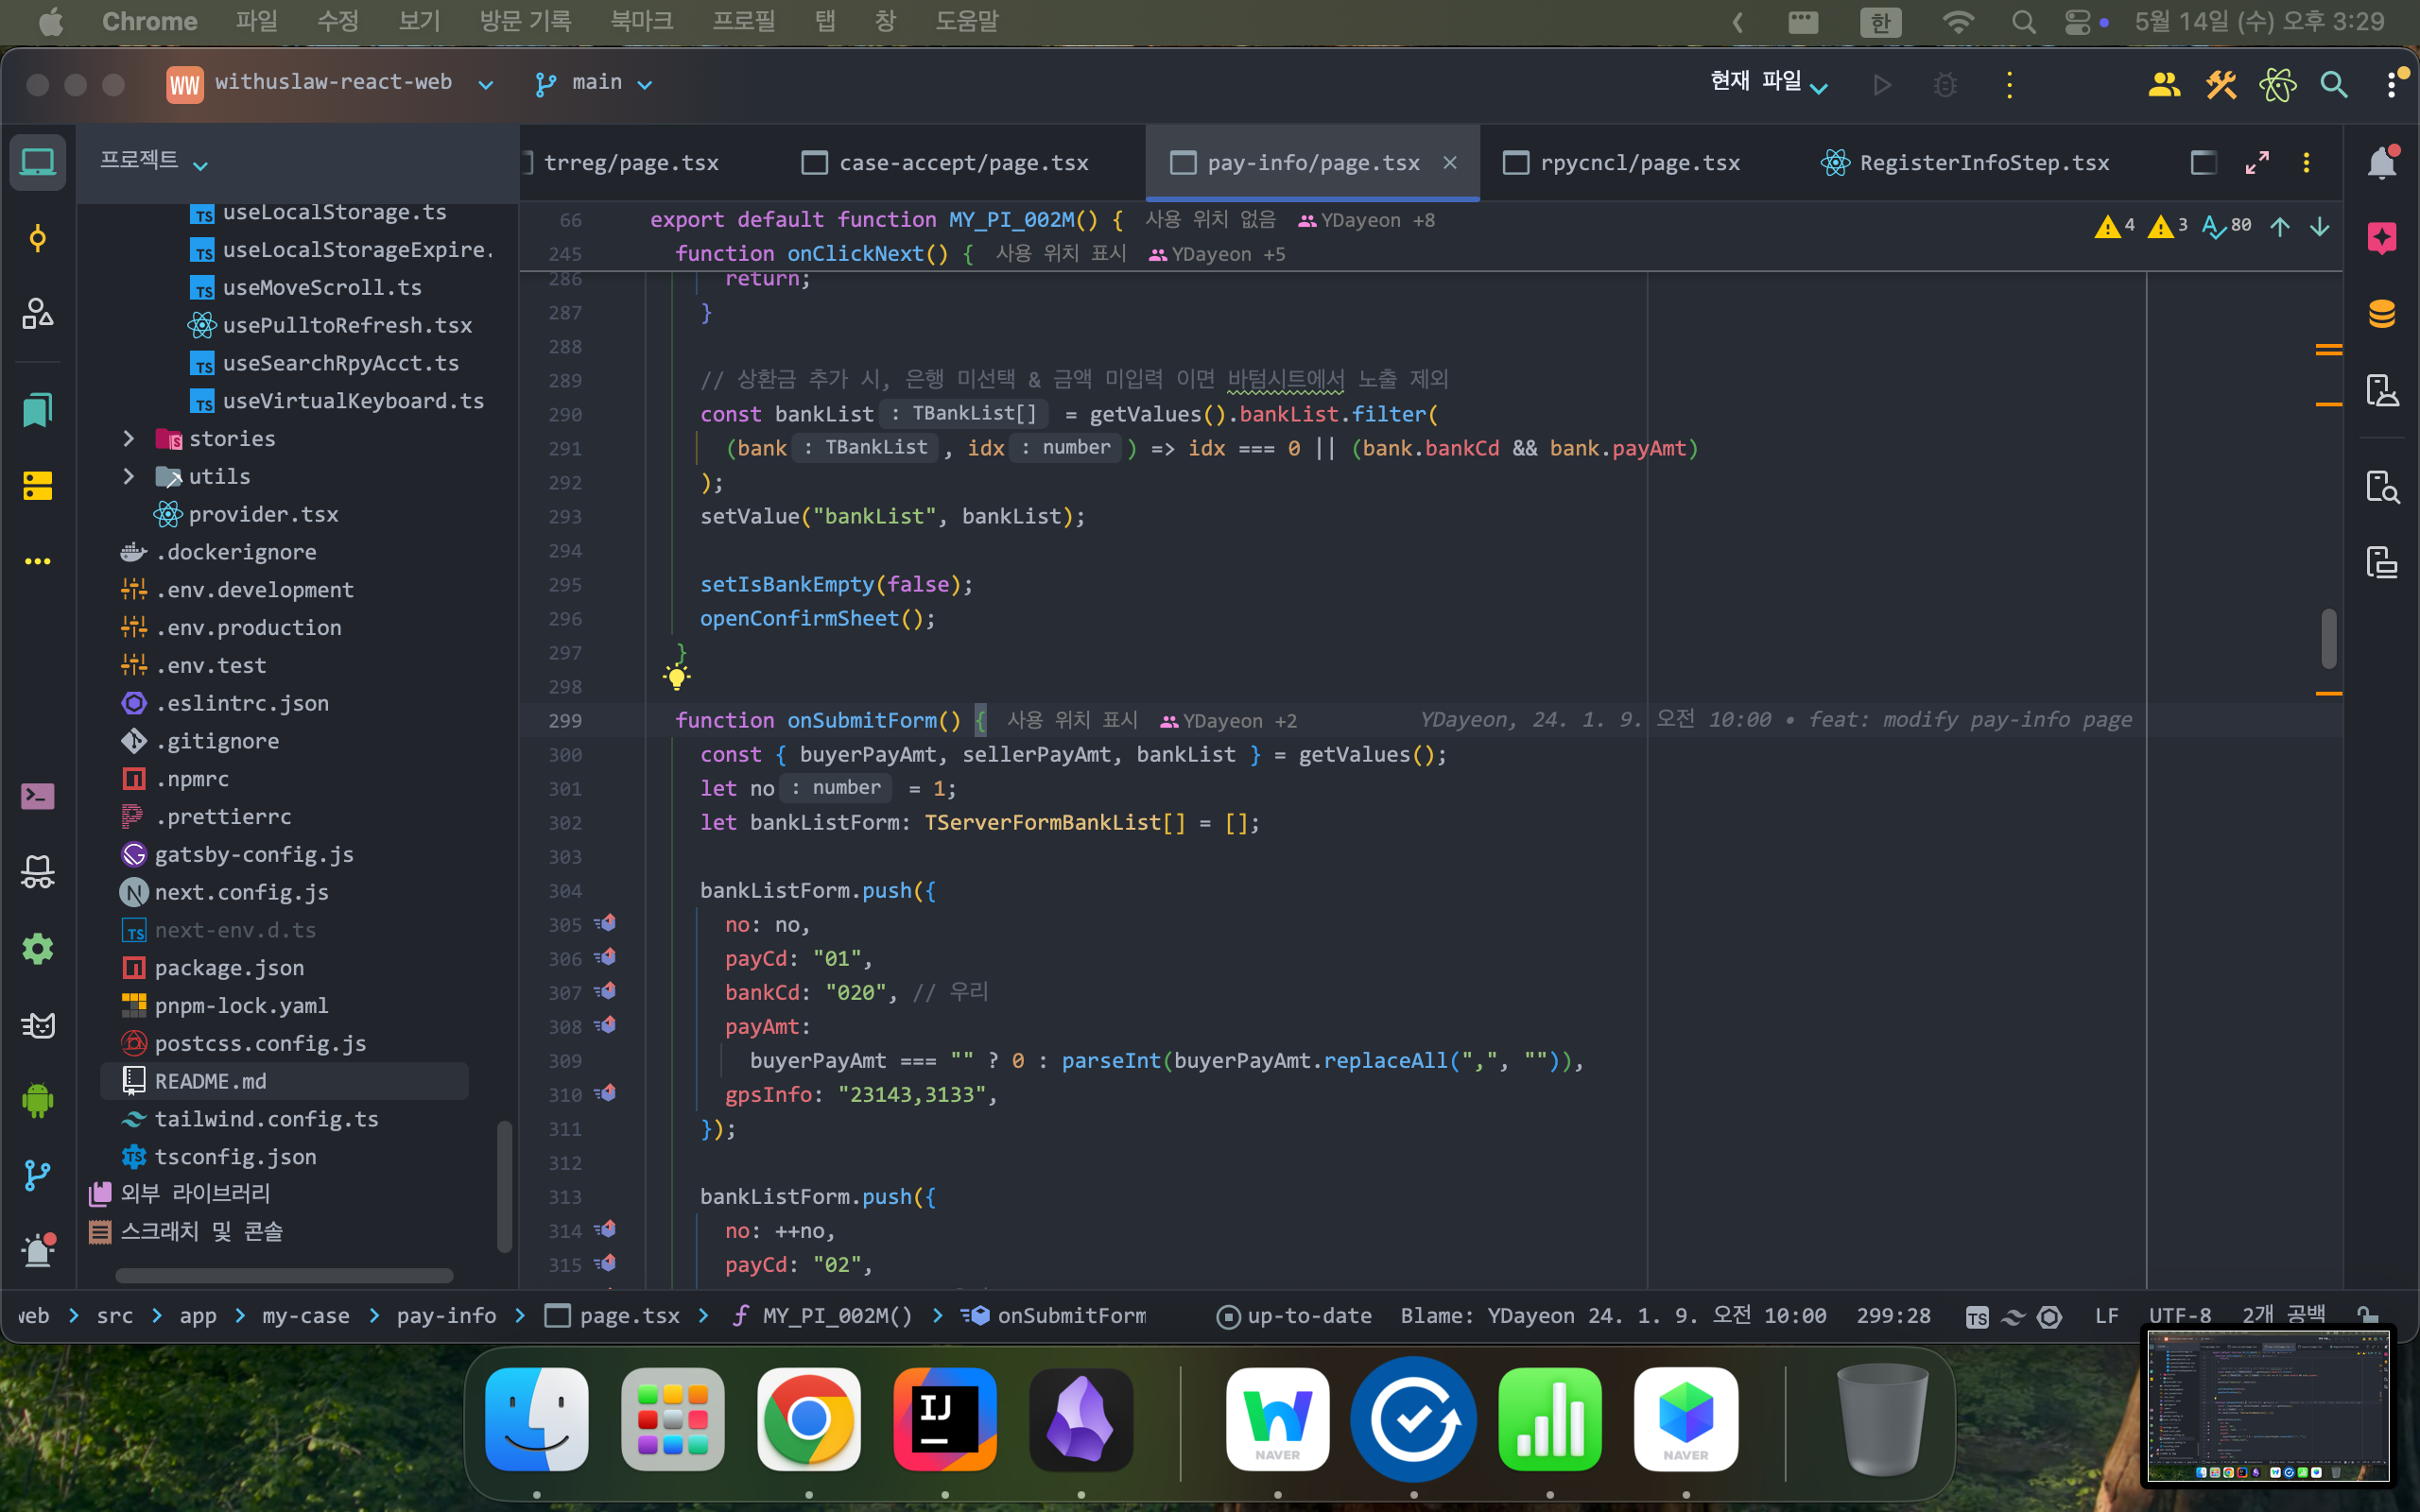 Chrome 파일 수정 보기 방문 기록 북마크 프로필 탭 창 도움말 한 5월 14일 (수) 오후 3:29
WW withuslaw-react-web main 현재 파일
프로젝트
trreg/page.tsx case-accept/page.tsx pay-info/page.tsx rpycncl/page.tsx RegisterInfoStep.tsx
useLocalStorage.ts
useLocalStorageExpire.
useMoveScroll.ts
usePulltoRefresh.tsx
useSearchRpyAcct.ts
useVirtualKeyboard.ts
stories
utils
provider.tsx
.dockerignore
.env.development
.env.production
.env.test
.eslintrc.json
.gitignore
.npmrc
.prettierrc
gatsby-config.js
next.config.js
next-env.d.ts
package.json
pnpm-lock.yaml
postcss.config.js
README.md
tailwind.config.ts
tsconfig.json
외부 라이브러리
스크래치 및 콘솔
66 export default function MY_PI_002M() { 사용 위치 없음 YDayeon +8
4 3 80
245 function onClickNext() { 사용 위치 표시 YDayeon +5
286 return;
287 }
288
289 // 상환금 추가 시, 은행 미선택 & 금액 미입력 이면 바텀시트에서 노출 제외
290 const bankList : TBankList[] = getValues().bankList.filter(
291 (bank : TBankList , idx : number ) => idx === 0 || (bank.bankCd && bank.payAmt)
292 );
293 setValue("bankList", bankList);
294
295 setIsBankEmpty(false);
296 openConfirmSheet();
297 }
298
299 function onSubmitForm() { 사용 위치 표시 YDayeon +2 YDayeon, 24. 1. 9. 오전 10:00 • feat: modify pay-info page
300 const { buyerPayAmt, sellerPayAmt, bankList } = getValues();
301 let no : number = 1;
302 let bankListForm: TServerFormBankList[] = [];
303
304 bankListForm.push({
305 no: no,
306 payCd: "01",
307 bankCd: "020", // 우리
308 payAmt:
309 buyerPayAmt === "" ? 0 : parseInt(buyerPayAmt.replaceAll(",", "")),
310 gpsInfo: "23143,3133",
311 });
312
313 bankListForm.push({
314 no: ++no,
315 payCd: "02",
src app my-case pay-info page.tsx MY_PI_002M() onSubmitForm up-to-date Blame: YDayeon 24. 1. 9. 오전 10:00 299:28 TS LF UTF-8 2개 공백
IJ
NAVER
NAVER